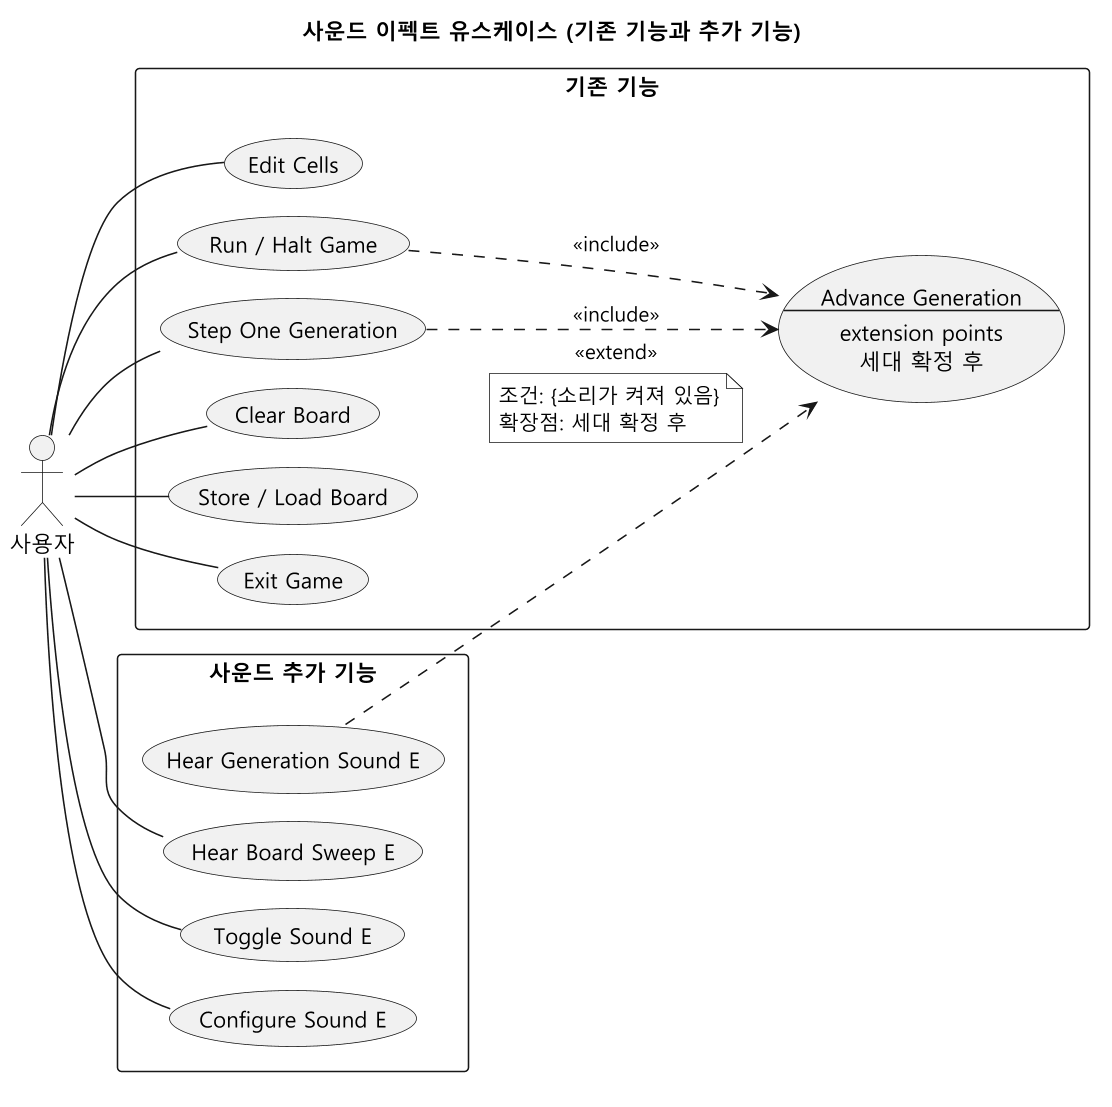 사운드 이펙트 유스케이스 (기존 기능과 추가 기능)
기존 기능
Edit Cells
Run / Halt Game
«include»
Advance Generation
extension points
세대 확정 후
Step One Generation
«include»
«extend»
조건: {소리가 켜져 있음}
확장점: 세대 확정 후
Clear Board
Store / Load Board
사용자
Exit Game
사운드 추가 기능
Hear Generation Sound E
Hear Board Sweep E
Toggle Sound E
Configure Sound E